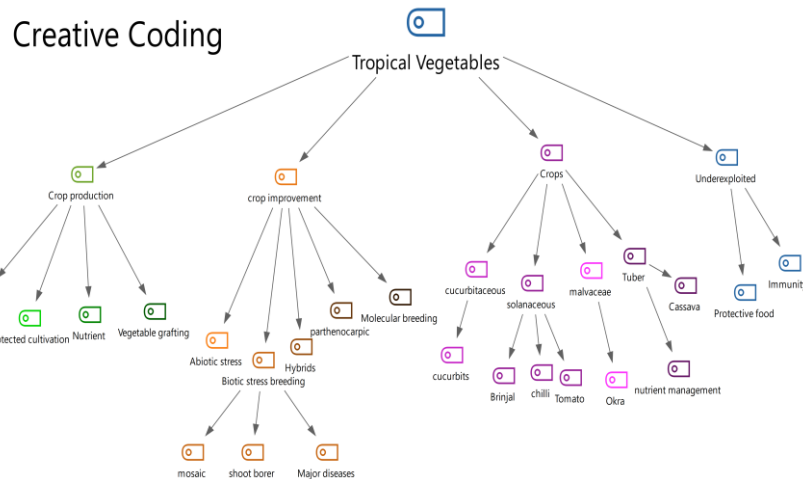 Creative Coding
Tropical Vegetables
Crop production
crop improvement
Crops
Underexploited
cultivation
Nutrient
Vegetable grafting
Abiotic stress
Biotic stress breeding
Hybrids
parthenocarpic
Molecular breeding
mosaic
shoot borer
Major diseases
cucurbitaceous
solanaceous
malvaceae
Tuber
Cassava
cucurbits
Brinjal
chilli
Tomato
Okra
nutrient management
Protective food